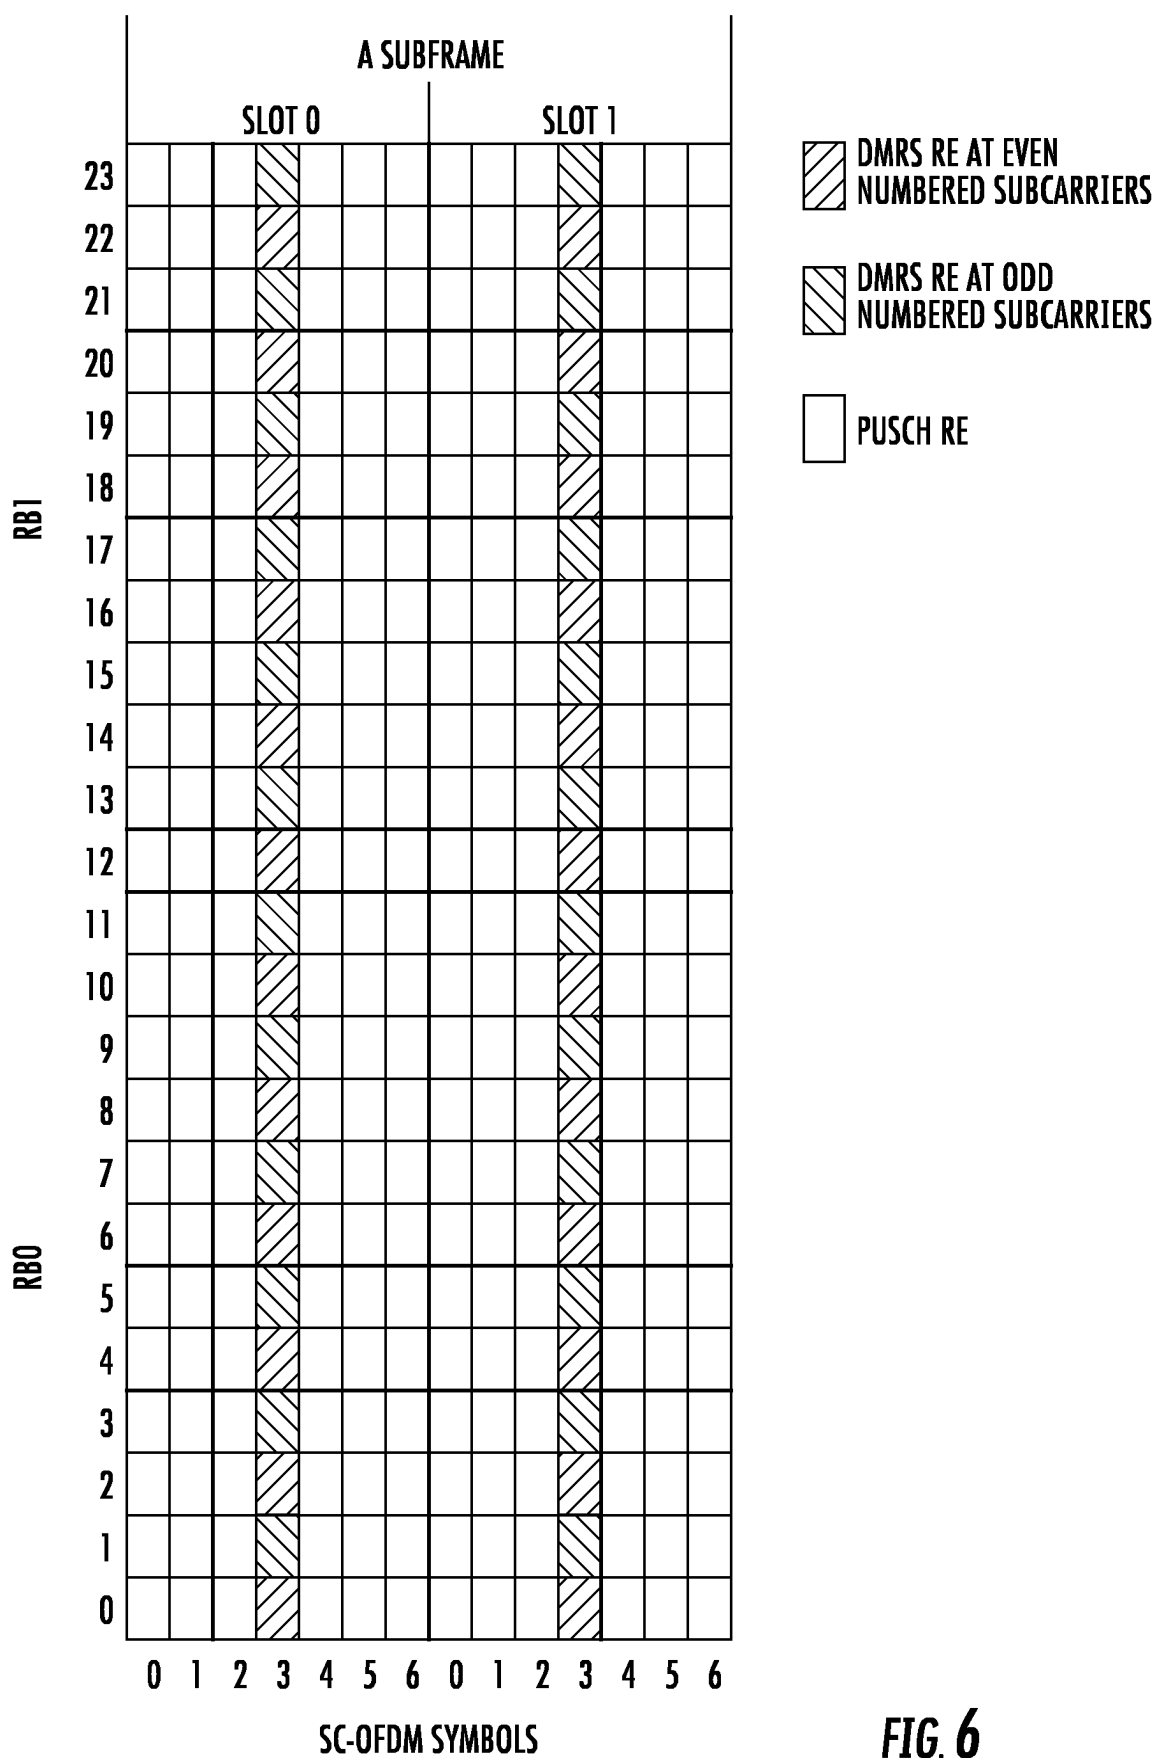 A SUBFRAME
SLOT 0 SLOT 1
DMRS RE AT EVEN
NUMBERED SUBCARRIERS
DMRS RE AT ODD
NUMBERED SUBCARRIERS
PUSCH RE
RB1
RB0
23
22
21
20
19
18
17
16
15
14
13
12
11
10
9
8
7
6
5
4
3
2
1
0
0 1 2 3 4 5 6 0 1 2 3 4 5 6
SC-OFDM SYMBOLS
FIG. 6